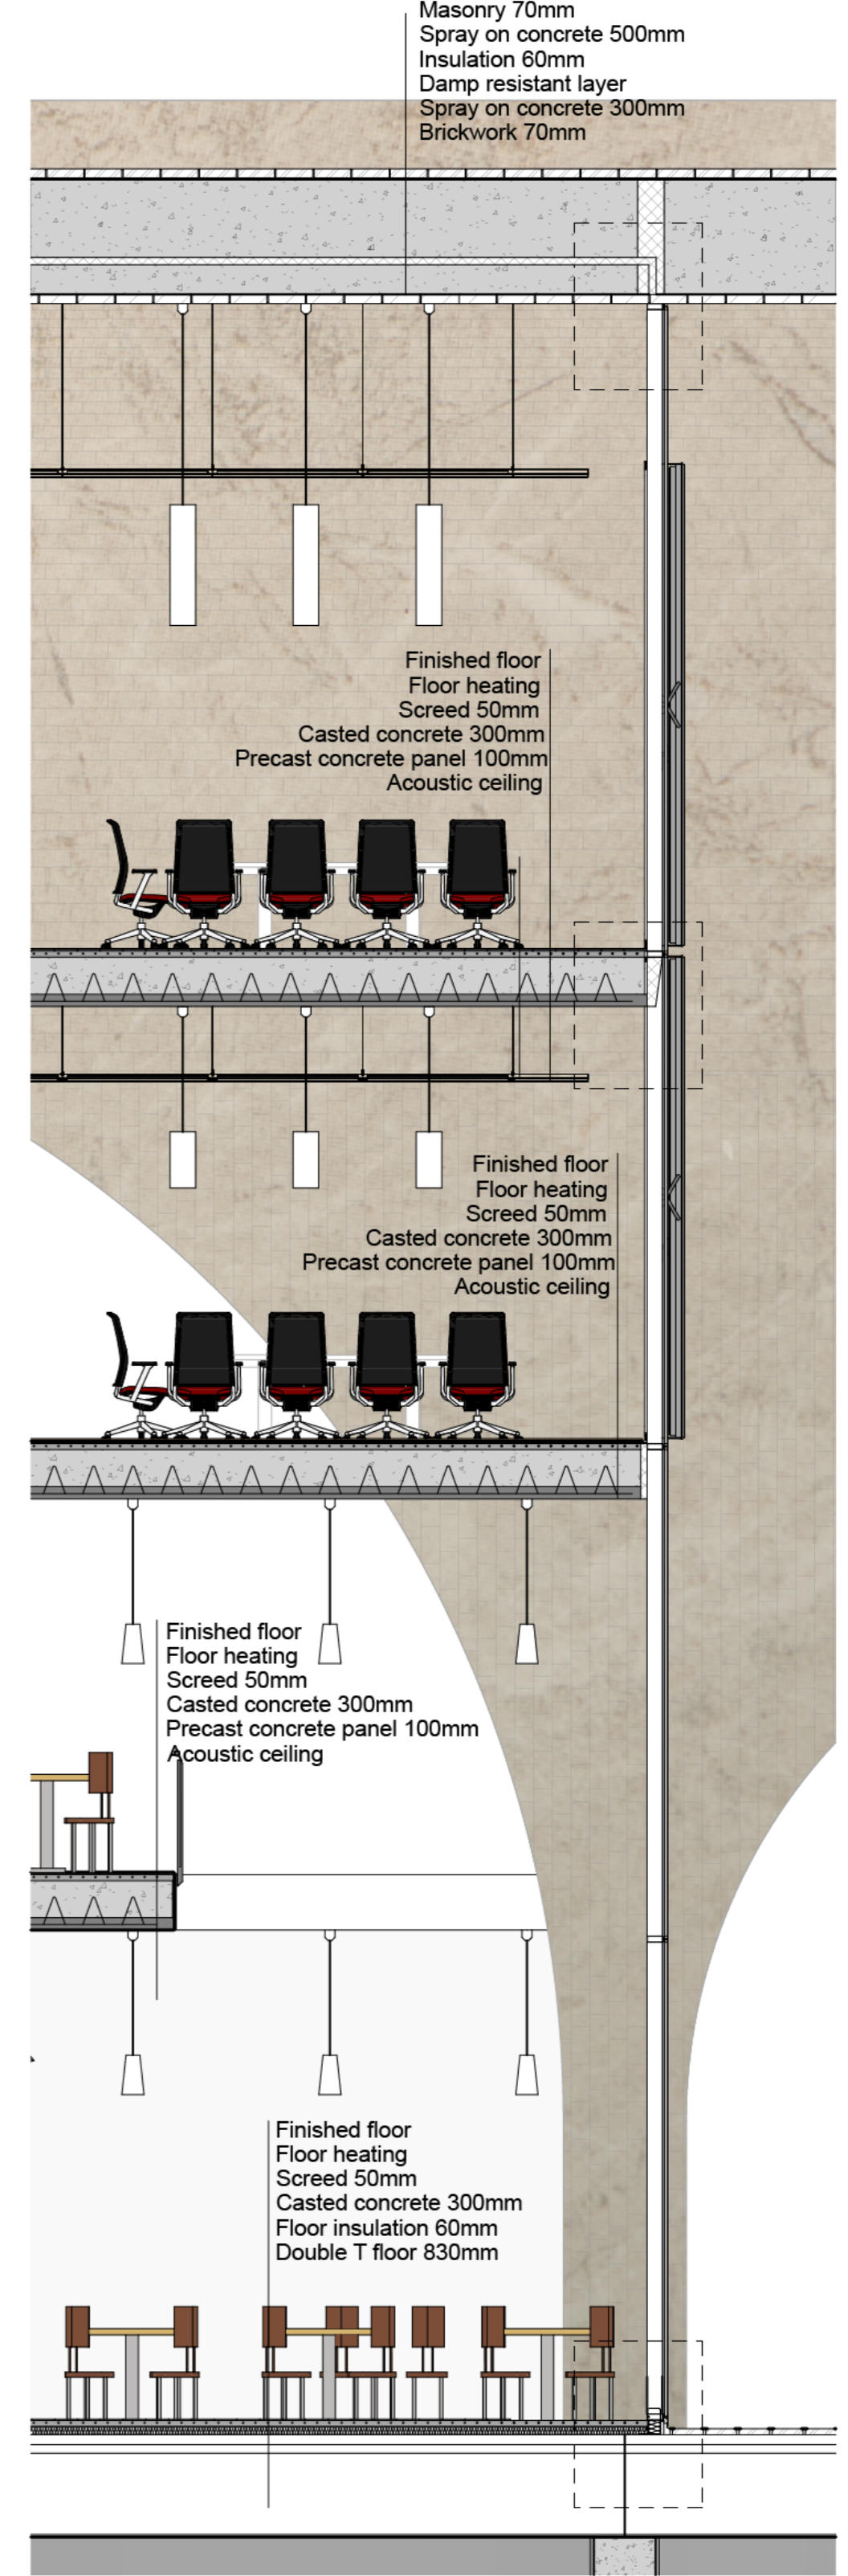 Masonry 70mm
Spray on concrete 500mm
Insulation 60mm
Damp resistant layer
Spray on concrete 300mm
Brickwork 70mm
Finished floor
Floor heating
Screed 50mm
Casted concrete 300mm
Precast concrete panel 100mm
Acoustic ceiling
Finished floor
Floor heating
Screed 50mm
Casted concrete 300mm
Precast concrete panel 100mm
Acoustic ceiling
Finished floor
Floor heating
Screed 50mm
Casted concrete 300mm
Precast concrete panel 100mm
Acoustic ceiling
Finished floor
Floor heating
Screed 50mm
Casted concrete 300mm
Floor insulation 60mm
Double T floor 830mm